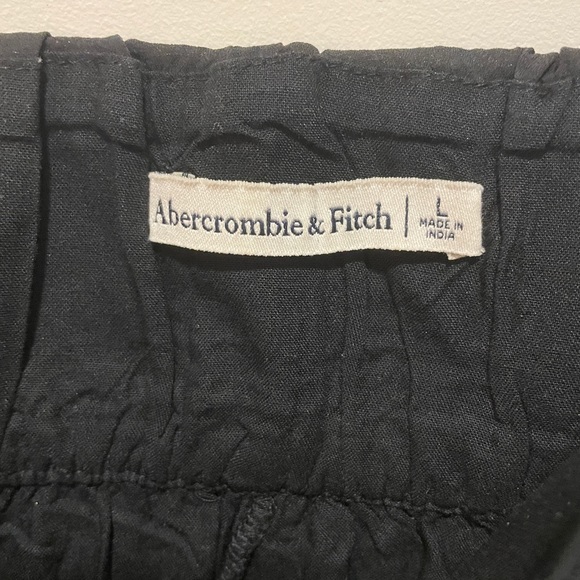 Abercrombie & Fitch | L
MADE IN
INDIA